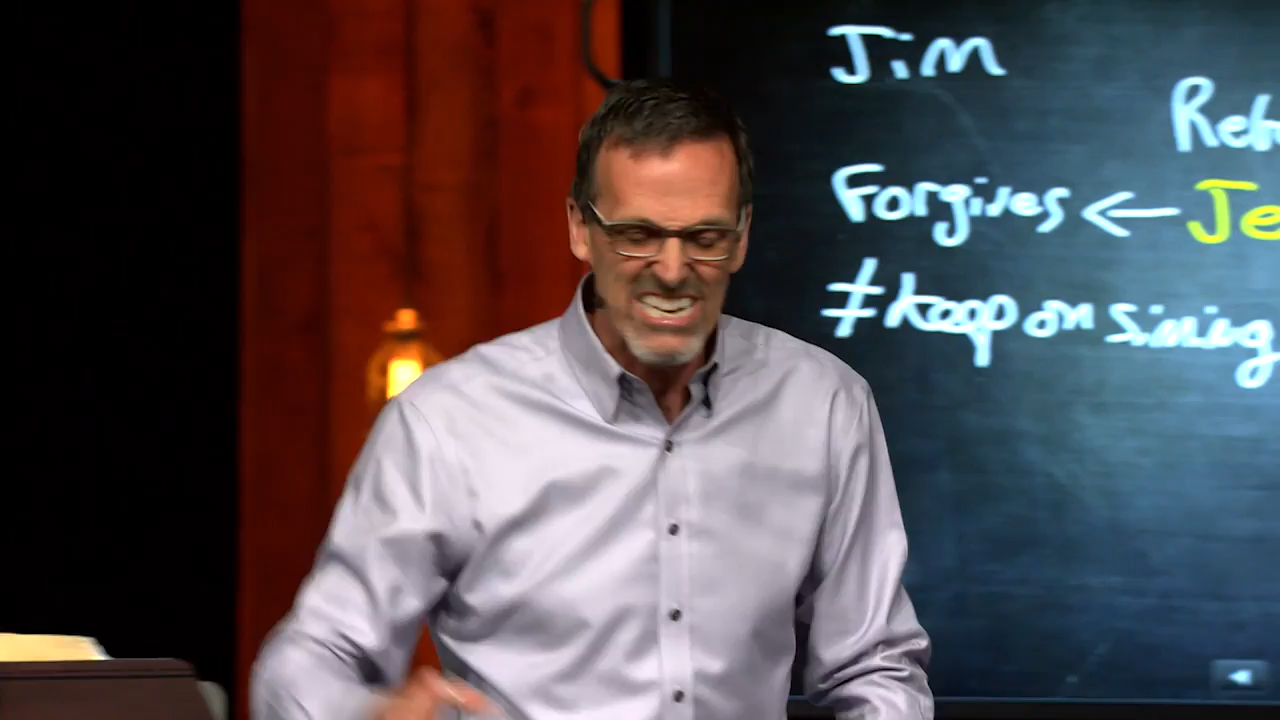 Jim
Forgives ← Je
≠ keep on sinning